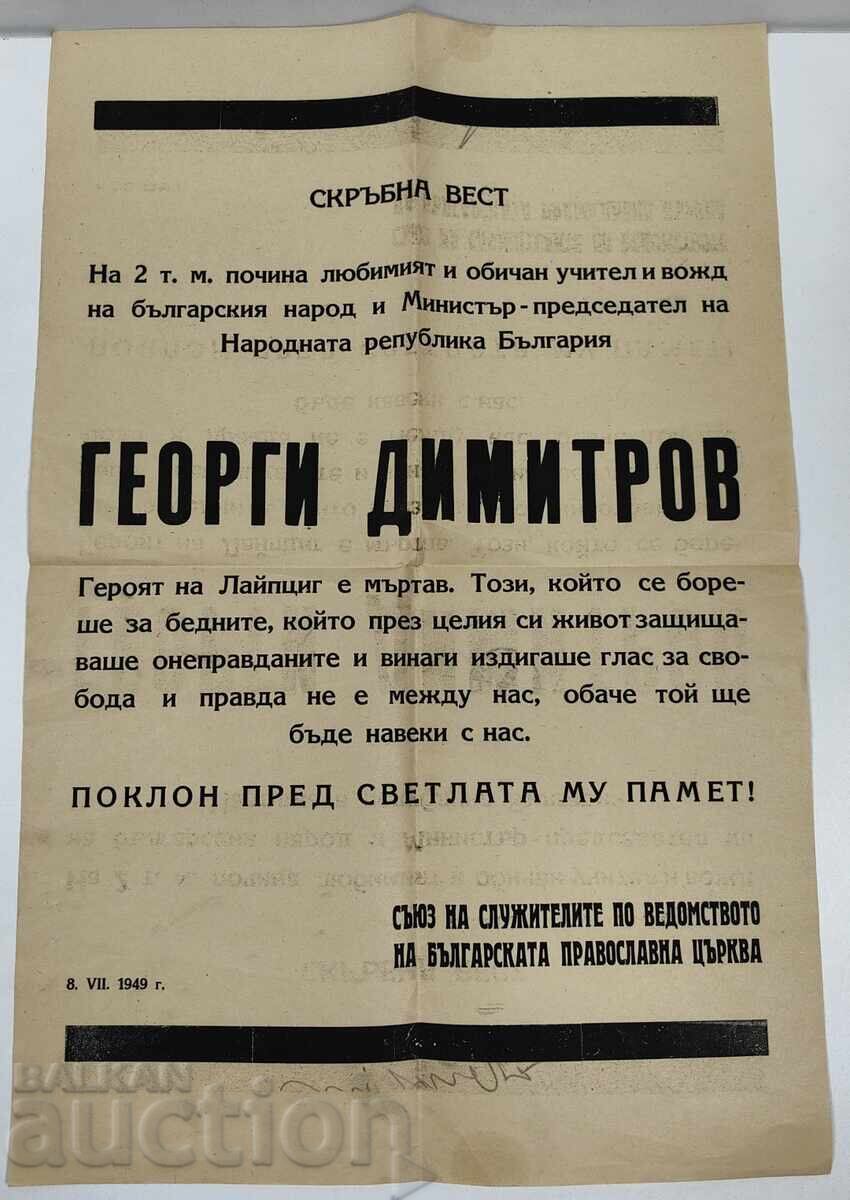 СКРЪБНА ВЕСТ
На 2 т. м. почина любимият и обичан учител и вожд
на българския народ и Министър-председател на
Народната република България
ГЕОРГИ ДИМИТРОВ
Героят на Лайпциг е мъртав. Този, който се боре-
ше за бедните, който през целия си живот защища-
ваше онеправданите и винаги издигаше глас за сво-
бода и правда не е между нас, обаче той ще
бъде навеки с нас.
ПОКЛОН ПРЕД СВЕТЛАТА МУ ПАМЕТ!
СЪЮЗ НА СЛУЖИТЕЛИТЕ ПО ВЕДОМСТВОТО
НА БЪЛГАРСКАТА ПРАВОСЛАВНА ЦЪРКВА
8. VII. 1949 г.
BALKAN
auction